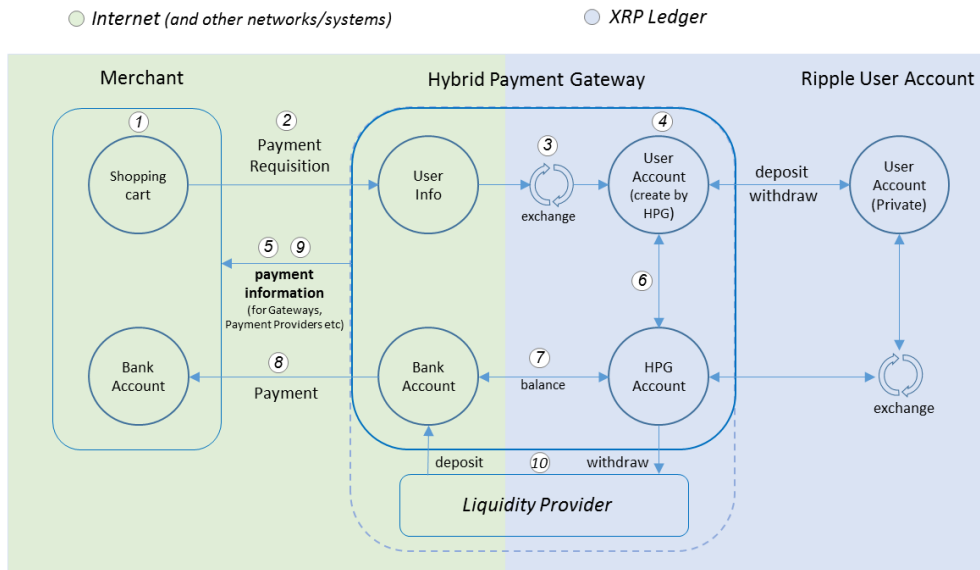 Internet (and other networks/systems)
XRP Ledger
Merchant
Hybrid Payment Gateway
Ripple User Account
1
2
3
4
Payment
Requisition
Shopping
cart
User
Info
exchange
User
Account
(create by
HPG)
deposit
withdraw
User
Account
(Private)
5 9
payment
information
(for Gateways,
Payment Providers etc)
6
8
Payment
7
balance
Bank
Account
Bank
Account
HPG
Account
exchange
deposit
10
withdraw
Liquidity Provider